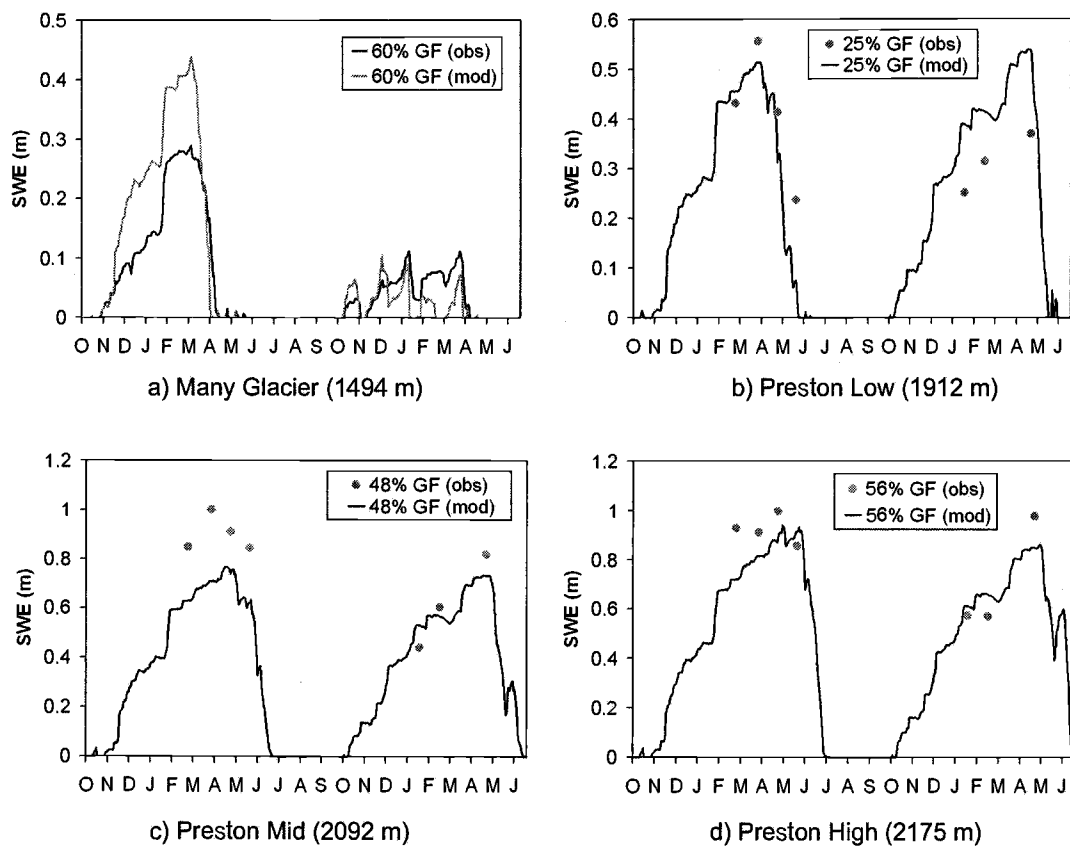 0.5
0.4
0.3
0.2
0.1
0
SWE (m)
60% GF (obs)
60% GF (mod)
O N D J F M A M J J A S O N D J F M A M J
a) Many Glacier (1494 m)
0.6
0.5
0.4
0.3
0.2
0.1
0
SWE (m)
25% GF (obs)
25% GF (mod)
O N D J F M A M J J A S O N D J F M A M J
b) Preston Low (1912 m)
1.2
1
0.8
0.6
0.4
0.2
0
SWE (m)
48% GF (obs)
48% GF (mod)
O N D J F M A M J J A S O N D J F M A M J
c) Preston Mid (2092 m)
1.2
1
0.8
0.6
0.4
0.2
0
SWE (m)
56% GF (obs)
56% GF (mod)
O N D J F M A M J J A S O N D J F M A M J
d) Preston High (2175 m)